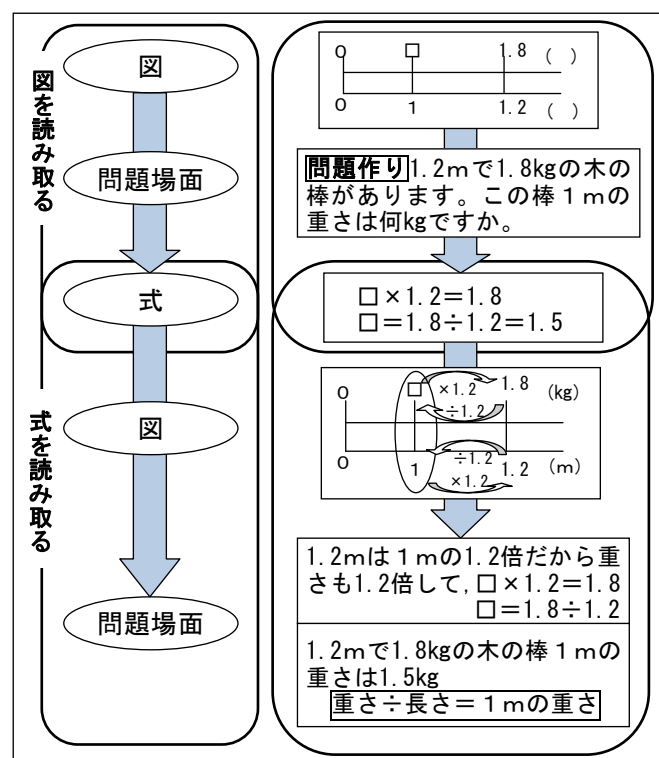 図を読み取る
図
問題場面
式
図
問題場面
式を読み取る
0 □ 1.8 ( )
0 1 1.2 ( )
問題作り1.2mで1.8kgの木の
棒があります。この棒1mの
重さは何kgですか。
□×1.2=1.8
□=1.8÷1.2=1.5
0 □ ×1.2 1.8 (kg)
÷1.2
÷1.2
0 1 ×1.2 1.2 (m)
1.2mは1mの1.2倍だから重
さも1.2倍して,□×1.2=1.8
□=1.8÷1.2
1.2mで1.8kgの木の棒1mの
重さは1.5kg
重さ÷長さ=1mの重さ